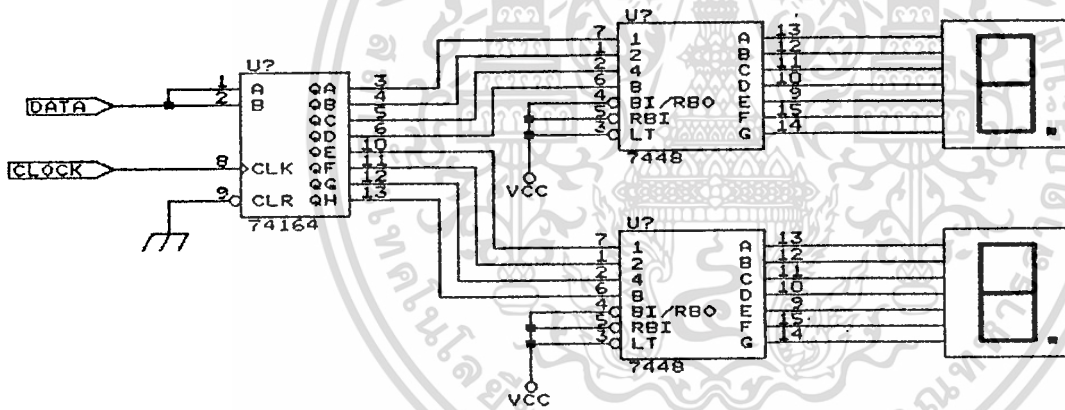 DATA
CLOCK
U?
1 A QA 3
2 B QB 4
QC 5
QD 6
QE 10
8 CLK QF 11
QG 12
9 CLR QH 13
74164
U?
7 1 A 13
1 2 B 12
2 4 C 11
6 8 D 10
4 BI/RBO E 9
5 RBI F 15
3 LT G 14
7448
VCC
U?
7 1 A 13
1 2 B 12
2 4 C 11
6 8 D 10
4 BI/RBO E 9
5 RBI F 15
3 LT G 14
7448
VCC